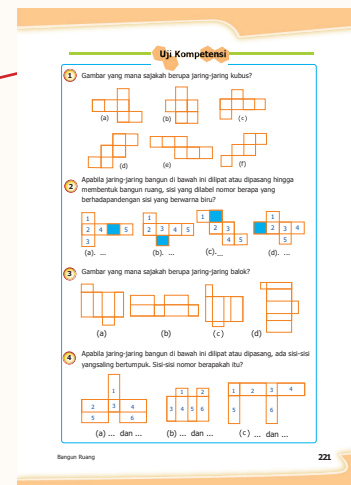 Uji Kompetensi
1 Gambar yang mana sajakah berupa jaring-jaring kubus?
(a) (b) (c)
(d) (e) (f)
2 Apabila jaring-jaring bangun di bawah ini dilipat atau dipasang hingga
membentuk bangun ruang, sisi yang dilabel nomor berapa yang
berhadapandengan sisi yang berwarna biru?
1 1 1 1
2 4 5 2 3 4 5 2 3 2 3 4
3 4 5 5
(a). ... (b). ... (c)._ (d). ...
3 Gambar yang mana sajakah berupa jaring-jaring balok?
(a) (b) (c) (d)
4 Apabila jaring-jaring bangun di bawah ini dilipat atau dipasang, ada sisi-sisi
yangsaling bertumpuk. Sisi-sisi nomor berapakah itu?
1 1 2 1 2 3 4
2 3 4 3 4 5 6 5 6
5 6
(a) ... dan ... (b) ... dan ... (c) ... dan ...
Bangun Ruang 221